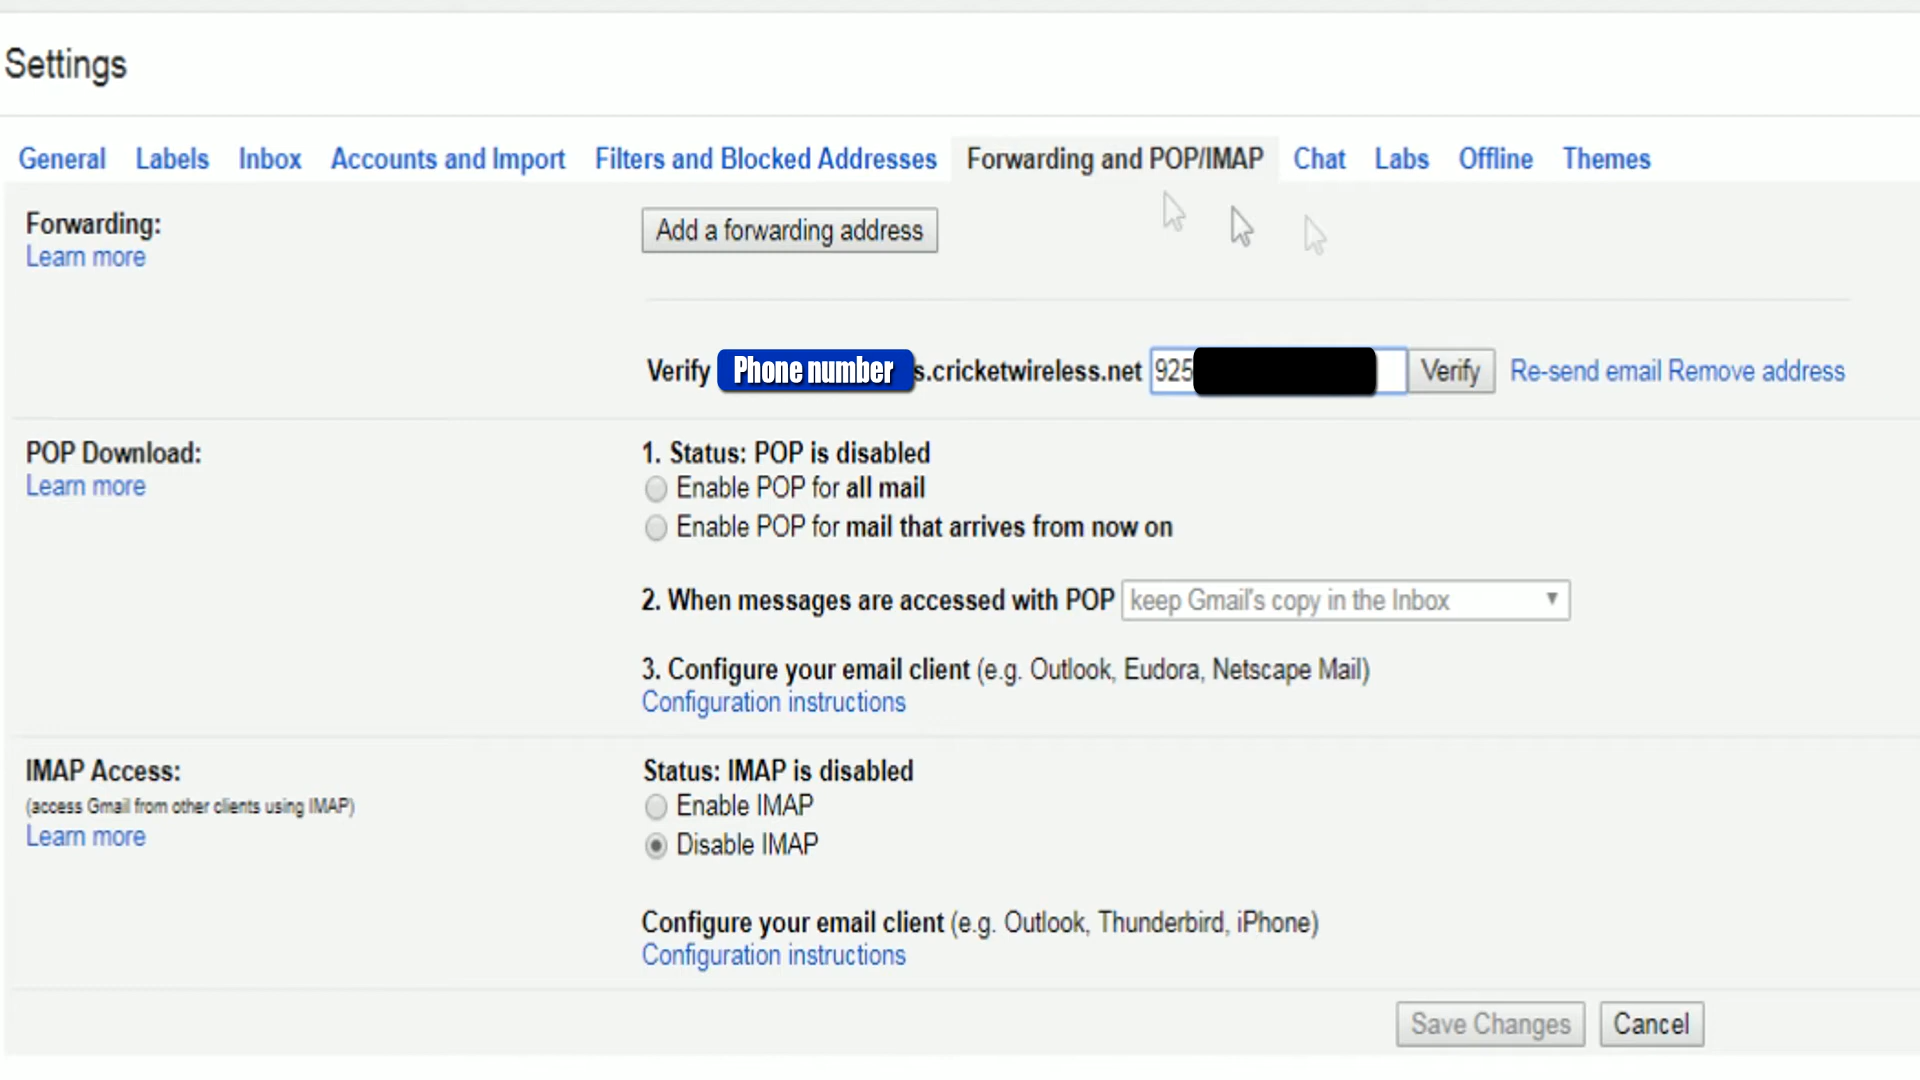 Settings
General Labels Inbox Accounts and Import Filters and Blocked Addresses Forwarding and POP/IMAP Chat Labs Offline Themes
Forwarding:
Learn more
Add a forwarding address
Verify Phone number s.cricketwireless.net 925 Verify Re-send email Remove address
POP Download:
Learn more
1. Status: POP is disabled
Enable POP for all mail
Enable POP for mail that arrives from now on
2. When messages are accessed with POP keep Gmail's copy in the Inbox
3. Configure your email client (e.g. Outlook, Eudora, Netscape Mail)
Configuration instructions
IMAP Access:
(access Gmail from other clients using IMAP)
Learn more
Status: IMAP is disabled
Enable IMAP
Disable IMAP
Configure your email client (e.g. Outlook, Thunderbird, iPhone)
Configuration instructions
Save Changes Cancel